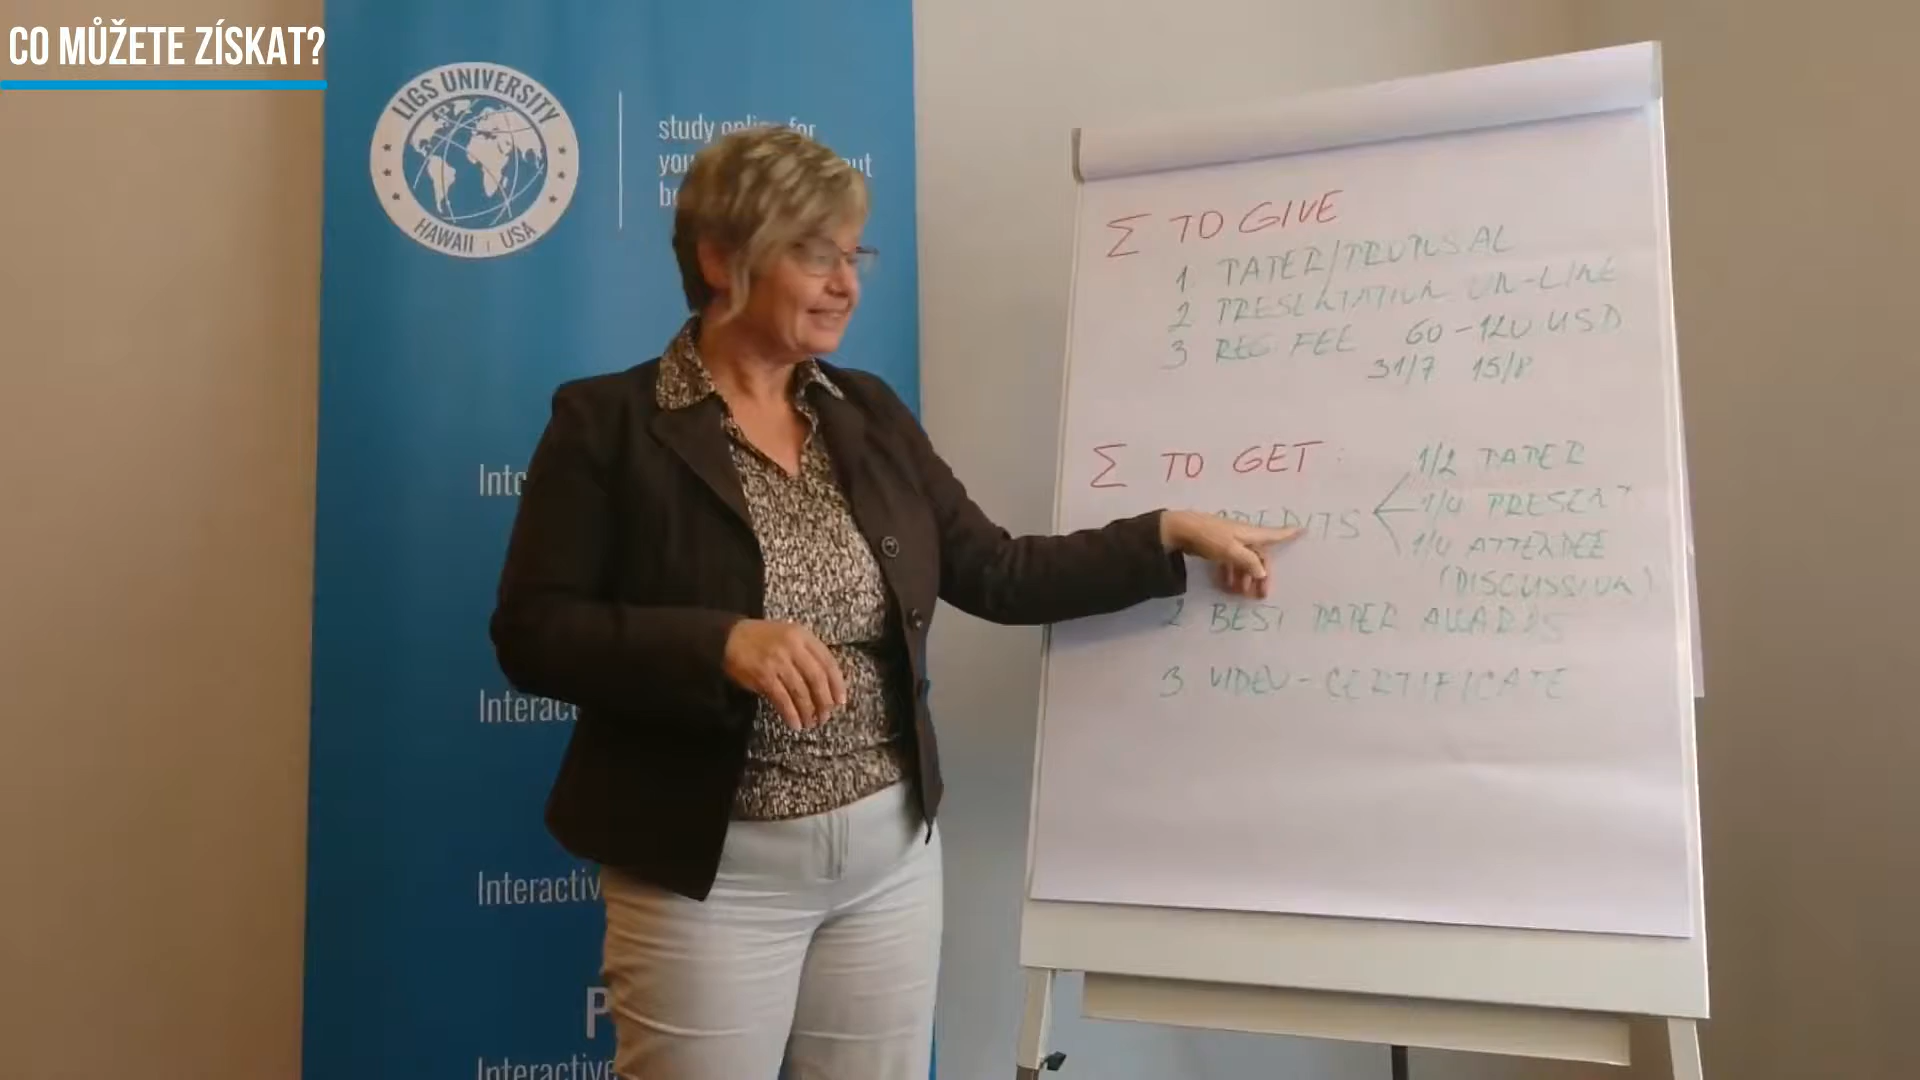 CO MŮŽETE ZÍSKAT?
LIGS UNIVERSITY
HAWAII USA
study online for
Interactive
Interactive
P
Interactive
Σ TO GIVE
1. PAPER/PROPOSAL
2 PRESENTATION ON-LINE
3 REG FEE 60-120 USD
31/7 15/8
Σ TO GET:
CREDITS
1/2 PAPER
1/4 PRESENT
1/4 ATTENDEE
(DISCUSSION)
2 BEST PAPER AWARDS
3 VIDEO-CERTIFICATE